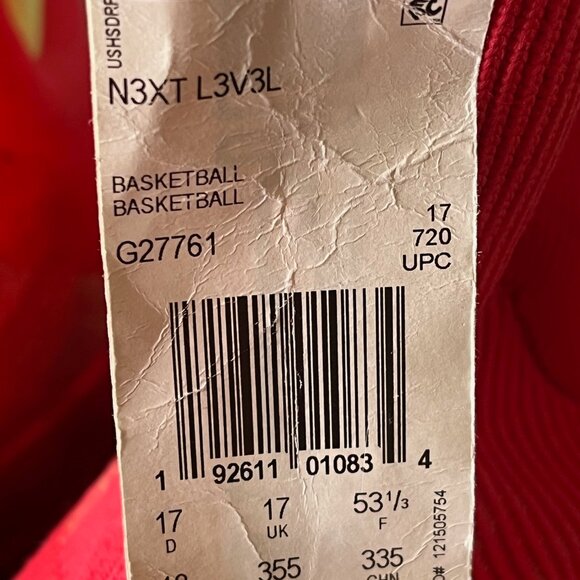 USHSDRF
N3XT L3V3L
BASKETBALL
BASKETBALL
G27761
17
720
UPC
1 92611 01083 4
17 17 53 1/3
D UK F
355 335
CHN
D# 121505754